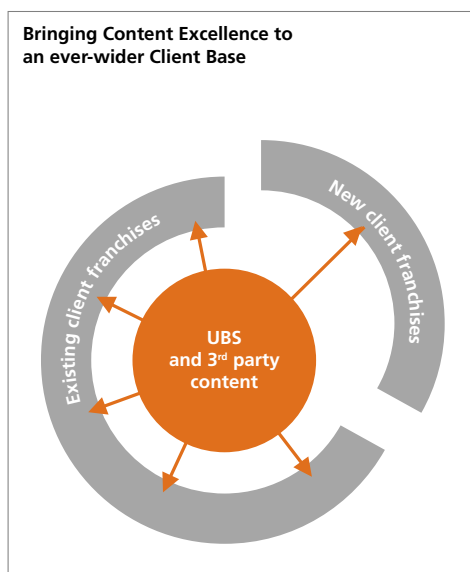 Bringing Content Excellence to
an ever-wider Client Base
Existing client franchises
New client franchises
UBS
and 3rd party
content